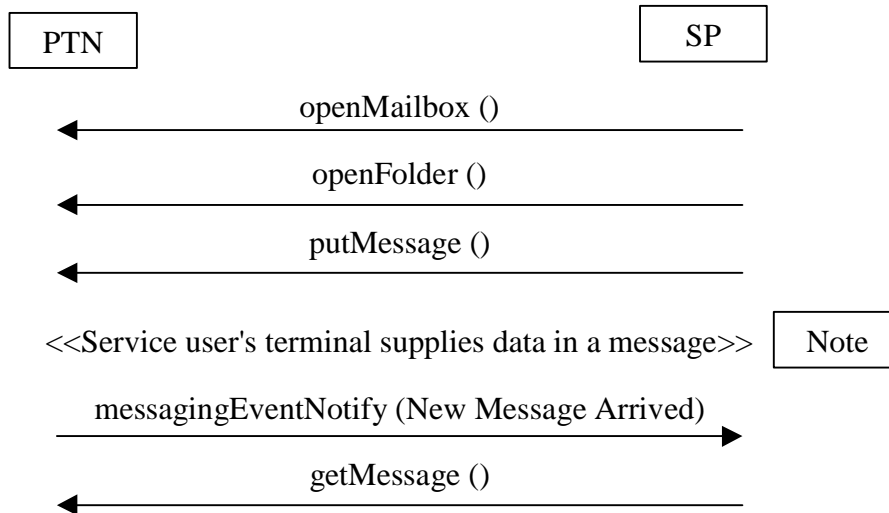 PTN
SP
openMailbox ()
openFolder ()
putMessage ()
<<Service user's terminal supplies data in a message>>
Note
messagingEventNotify (New Message Arrived)
getMessage ()